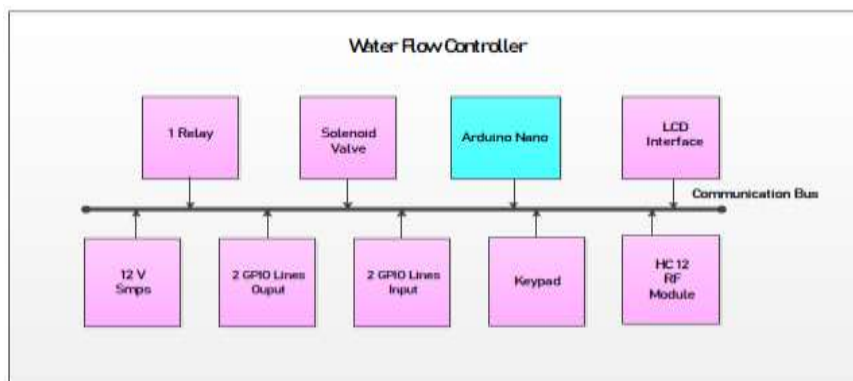 Water Flow Controller
1 Relay
Solenoid
Valve
Arduino Nano
LCD
Interface
Communication Bus
12 V
Smps
2 GPIO Lines
Ouput
2 GPIO Lines
Input
Keypad
HC 12
RF
Module